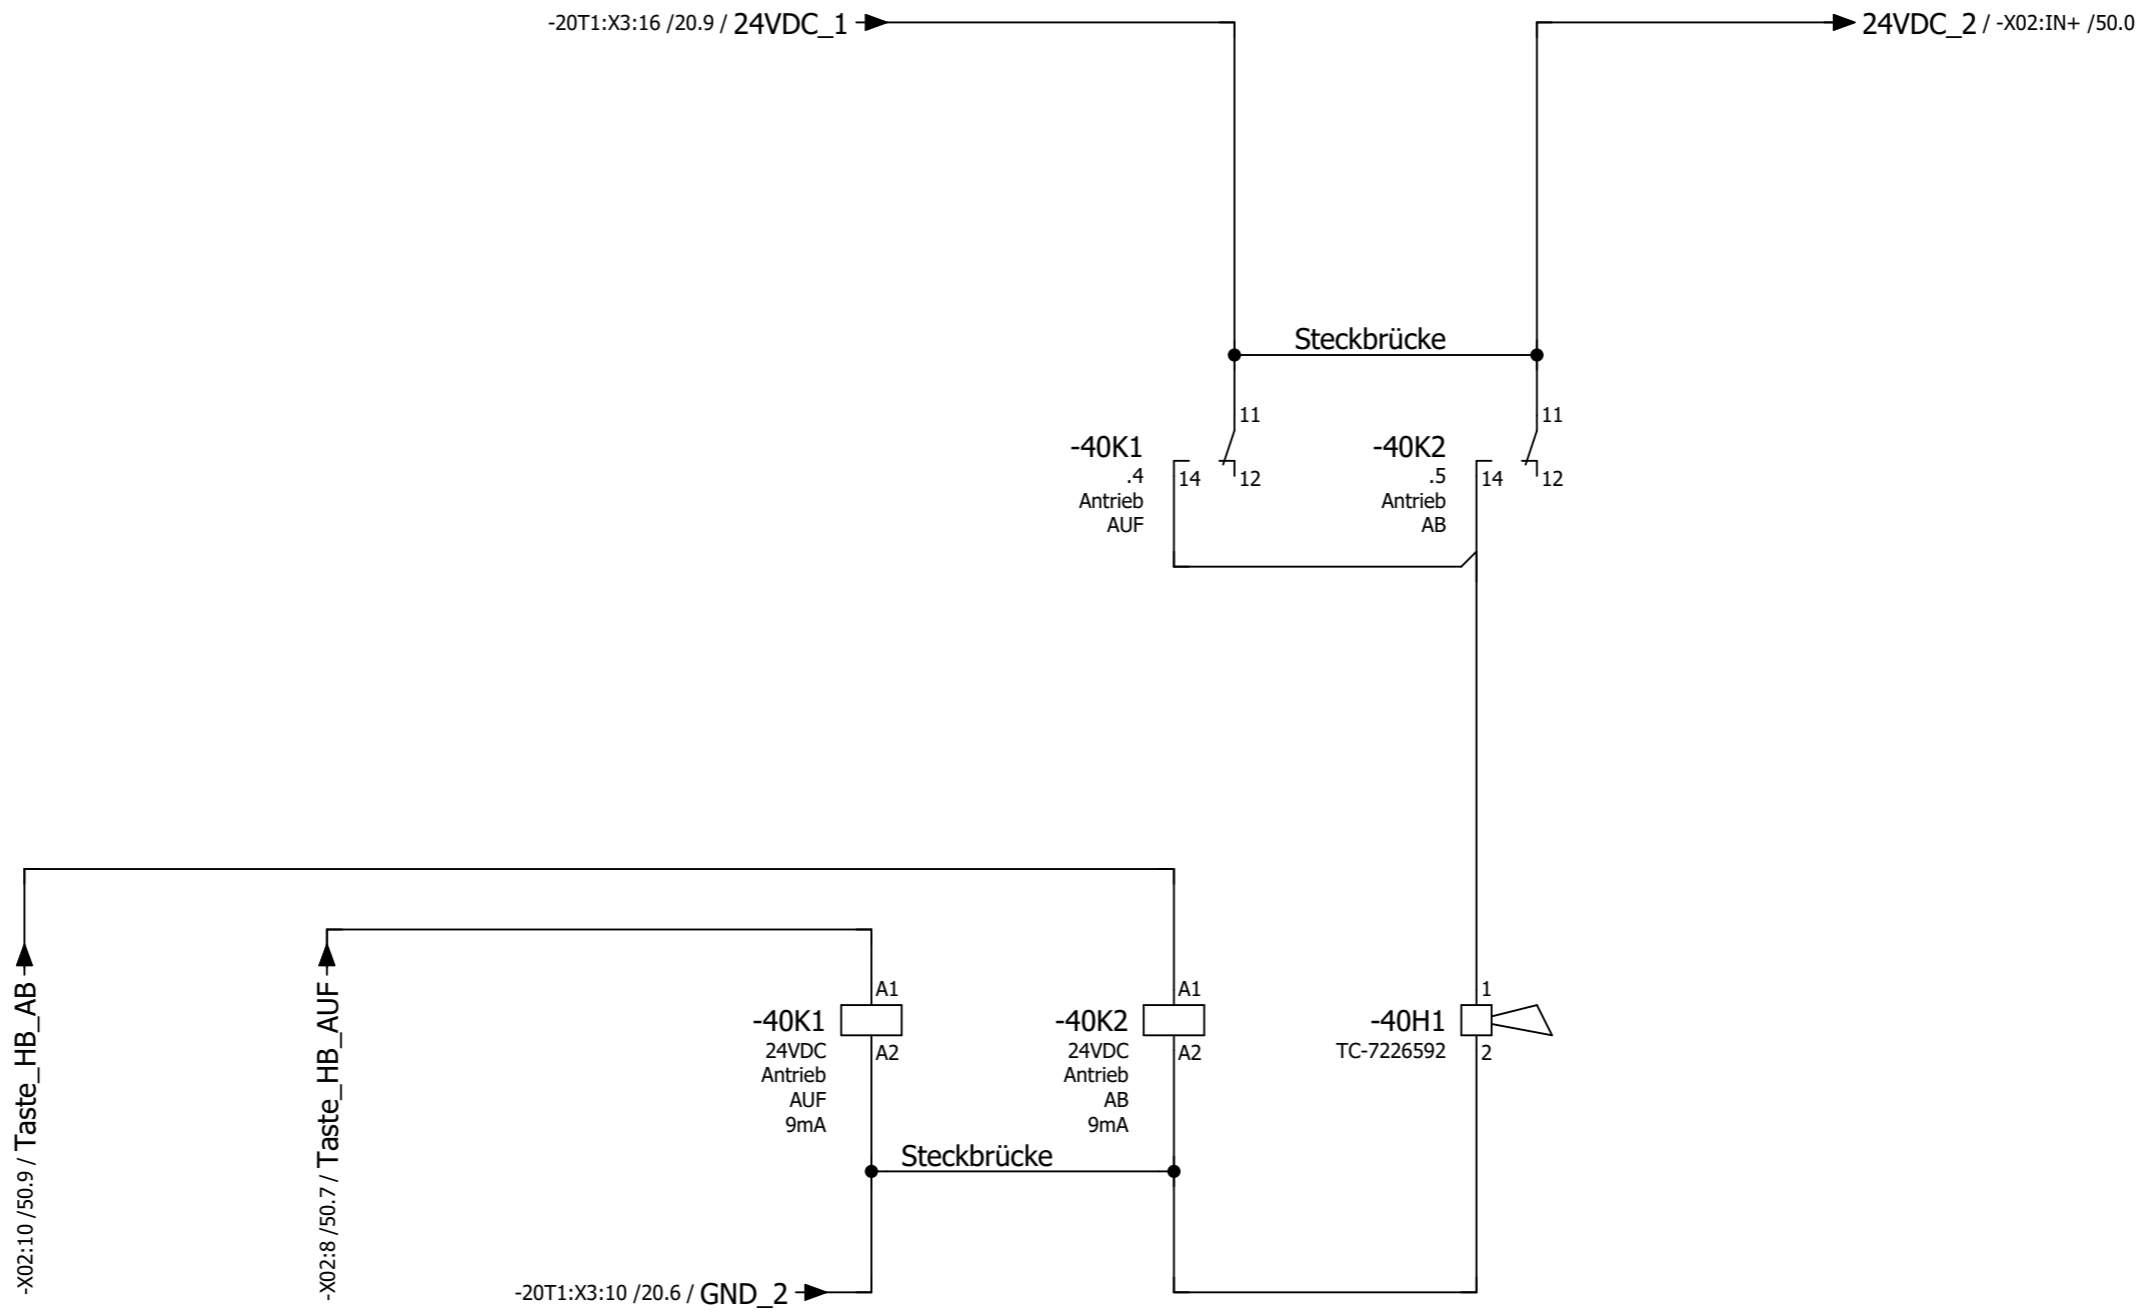 -20T1:X3:16 /20.9 / 24VDC_1
24VDC_2 / -X02:IN+ /50.0
Steckbrücke
11
11
-40K1
.4
Antrieb
AUF
14
12
-40K2
.5
Antrieb
AB
14
12
-X02:10 /50.9 / Taste_HB_AB
-X02:8 /50.7 / Taste_HB_AUF
A1
-40K1
24VDC
Antrieb
AUF
9mA
A2
A1
-40K2
24VDC
Antrieb
AB
9mA
A2
1
-40H1
TC-7226592
2
Steckbrücke
-20T1:X3:10 /20.6 / GND_2